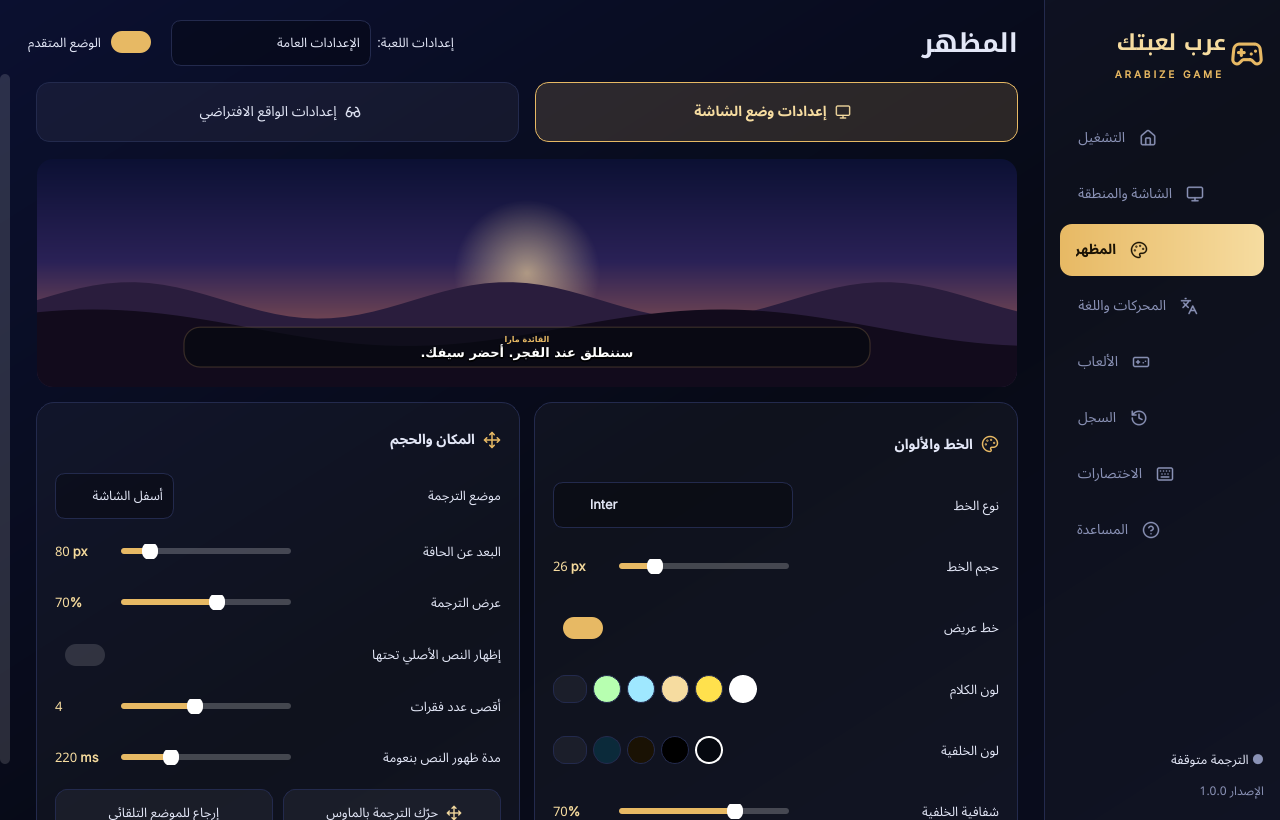 عرب لعبتك
ARABIZE GAME
التشغيل
الشاشة والمنطقة
المظهر
المحركات واللغة
الألعاب
السجل
الاختصارات
المساعدة
الترجمة متوقفة
الإصدار 1.0.0
المظهر
إعدادات اللعبة:
الإعدادات العامة
الوضع المتقدم
إعدادات وضع الشاشة
إعدادات الواقع الافتراضي
القائدة مارا
سننطلق عند الفجر. أحضر سيفك.
الخط والألوان
نوع الخط
Inter
حجم الخط
26 px
خط عريض
لون الكلام
لون الخلفية
شفافية الخلفية
70%
المكان والحجم
موضع الترجمة
أسفل الشاشة
البعد عن الحافة
80 px
عرض الترجمة
70%
إظهار النص الأصلي تحتها
أقصى عدد فقرات
4
مدة ظهور النص بنعومة
220 ms
حرّك الترجمة بالماوس
إرجاع للموضع التلقائي